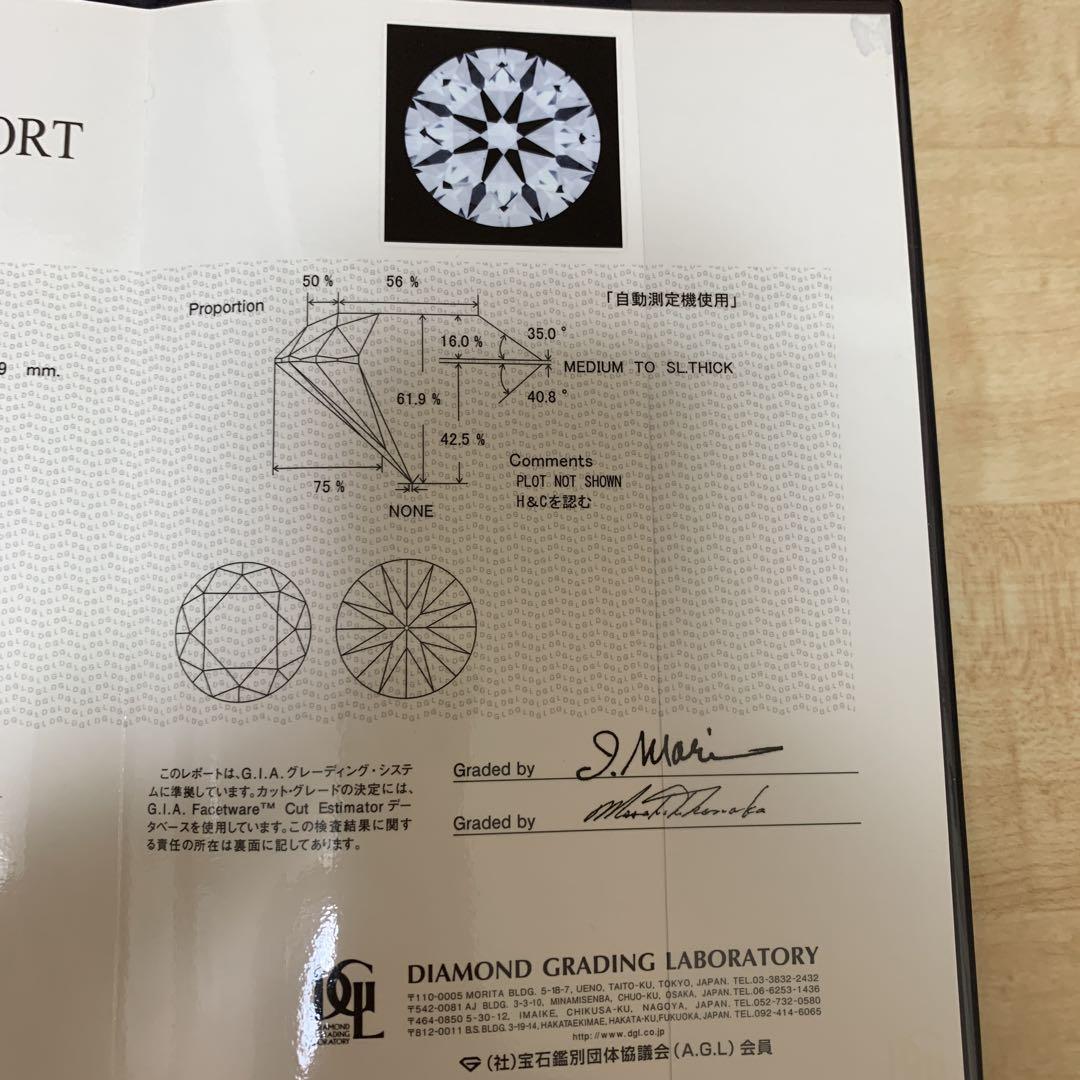 ORT
50 %
56 %
Proportion
「自動測定機使用」
16.0 %
35.0 °
9 mm.
MEDIUM TO SL.THICK
61.9 %
40.8 °
42.5 %
Comments
75 %
PLOT NOT SHOWN
H&Cを認む
NONE
このレポートは、G.I.A. グレーディング・システ
ムに準拠しています。カット・グレードの決定には、
G.I.A. Facetware™ Cut Estimator デー
タベースを使用しています。この検査結果に関す
る責任の所在は裏面に記してあります。
Graded by
Graded by
DGL
DIAMOND
GRADING
LABORATORY
DIAMOND GRADING LABORATORY
〒110-0005 MORITA BLDG. 5-18-7, UENO, TAITO-KU, TOKYO, JAPAN. TEL.03-3832-2432
〒542-0081 AJ BLDG. 3-3-10, MINAMISENBA, CHUO-KU, OSAKA, JAPAN. TEL.06-6253-1436
〒464-0850 5-30-12, IMAIKE, CHIKUSA-KU, NAGOYA, JAPAN. TEL.052-732-0580
〒812-0011 B.S.BLDG. 3-19-14, HAKATAEKIMAE, HAKATA-KU, FUKUOKA, JAPAN. TEL.092-414-6065
http://www.dgl.co.jp
(社)宝石鑑別団体協議会(A.G.L) 会員